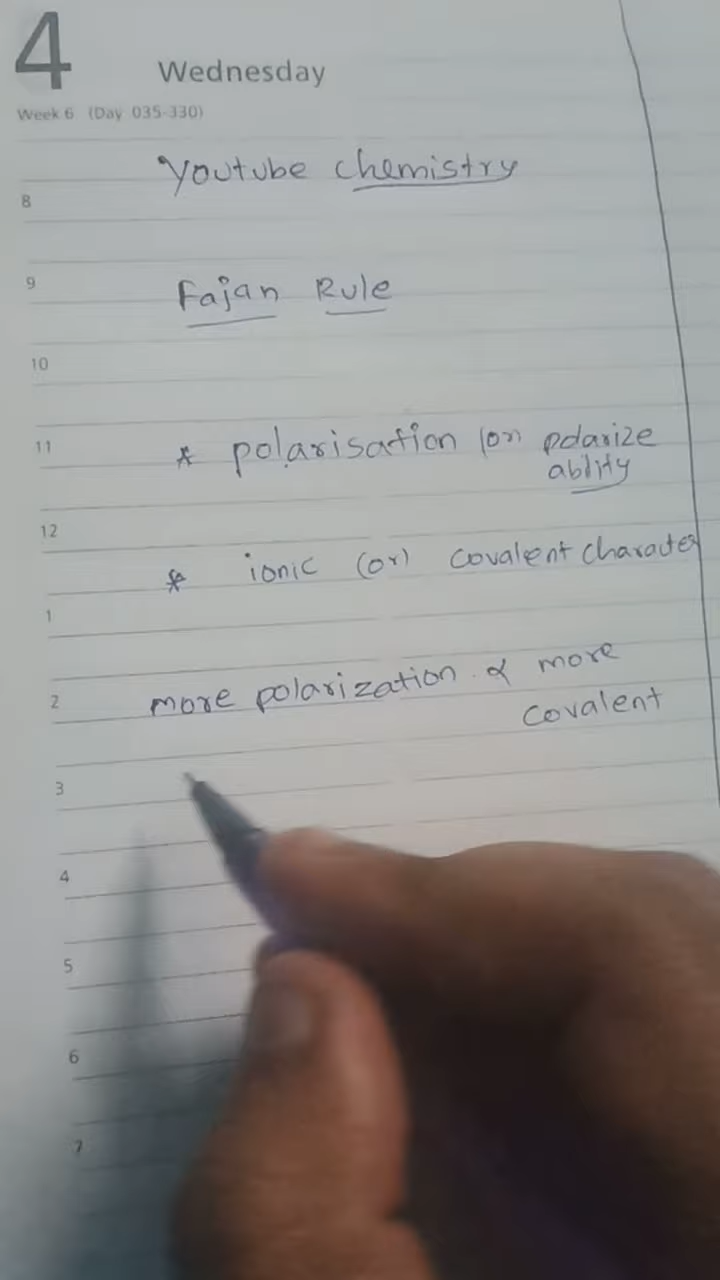 4
Wednesday
Week 6 (Day 035-330)
Youtube chemistry
8
9
Fajan Rule
10
11
* polarisation (or) polarize
ablity
12
* ionic (or) covalent character
1
2
more polarization ∝ more
covalent
3
4
5
6
7